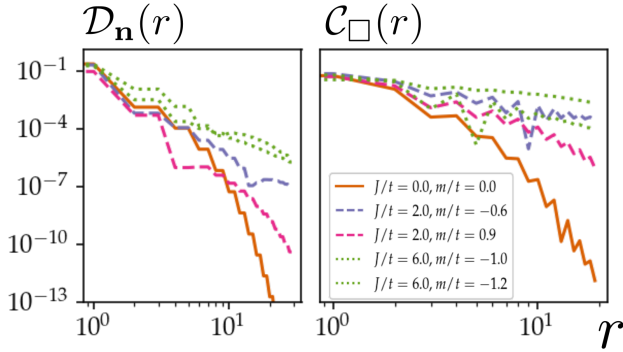 𝒟ₙ(r) 𝒞□(r)
10⁻¹
10⁻⁴
10⁻⁷
10⁻¹⁰
10⁻¹³
J/t = 0.0, m/t = 0.0
J/t = 2.0, m/t = −0.6
J/t = 2.0, m/t = 0.9
J/t = 6.0, m/t = −1.0
J/t = 6.0, m/t = −1.2
10⁰ 10¹ 10⁰ 10¹ r